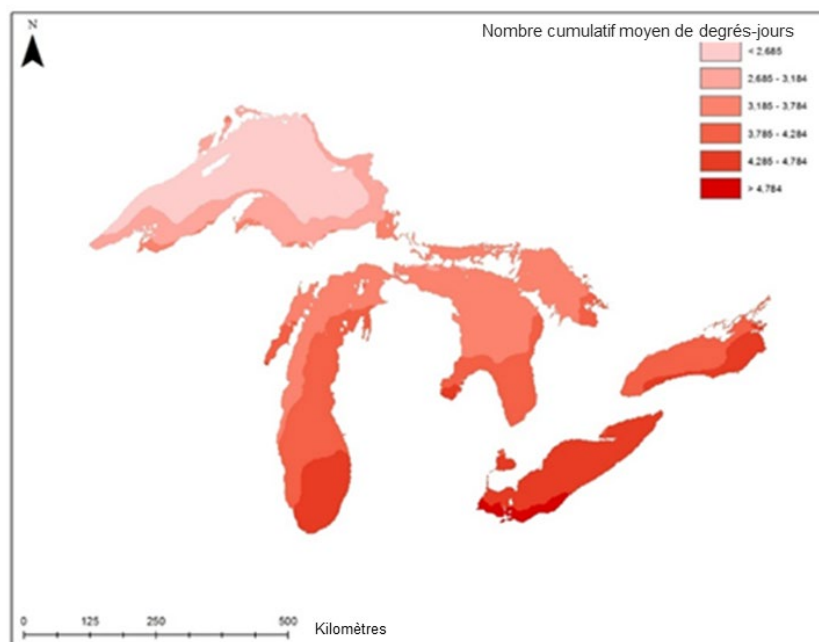 N
Nombre cumulatif moyen de degrés-jours
< 2,685
2,685 - 3,184
3,185 - 3,784
3,785 - 4,284
4,285 - 4,784
> 4,784
0 125 250 500 Kilomètres